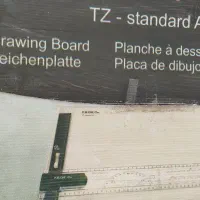 TZ - standard A
rawing Board
Planche à dess
eichenplatte
Placa de dibujo